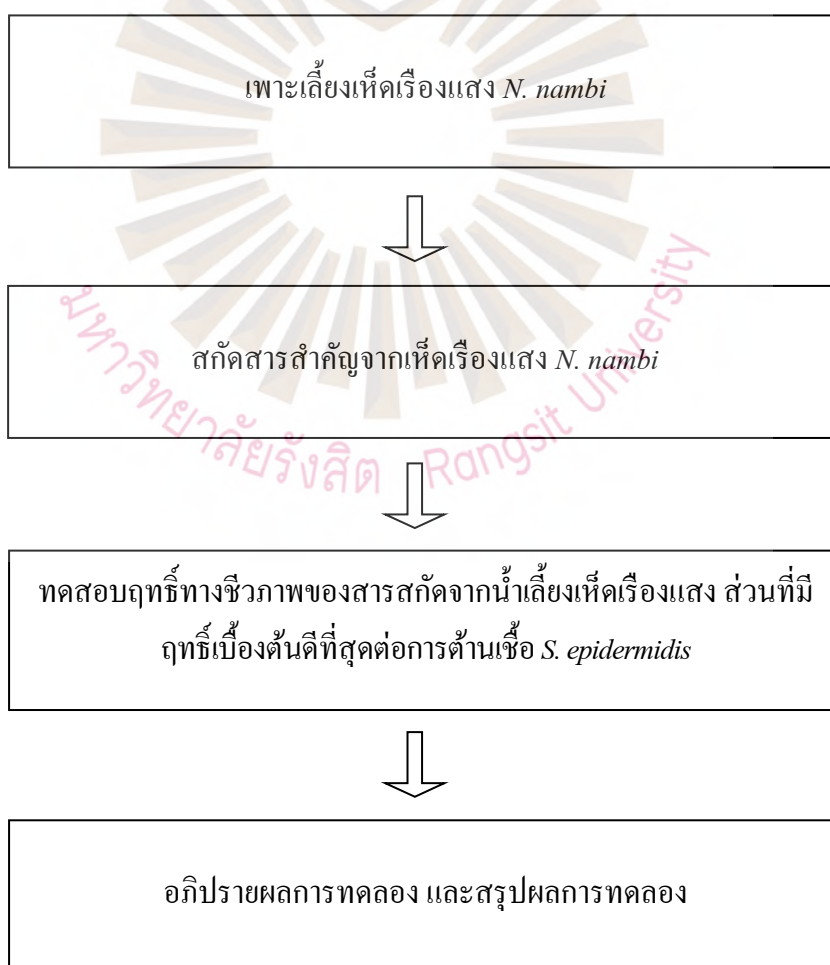 เพาะเลี้ยงเห็ดเรืองแสง N. nambi
สกัดสารสำคัญจากเห็ดเรืองแสง N. nambi
มหาวิทยาลัยรังสิต Rangsit University
ทดสอบฤทธิ์ทางชีวภาพของสารสกัดจากน้ำเลี้ยงเห็ดเรืองแสง ส่วนที่มี
ฤทธิ์เบื้องต้นดีที่สุดต่อการต้านเชื้อ S. epidermidis
อภิปรายผลการทดลอง และสรุปผลการทดลอง